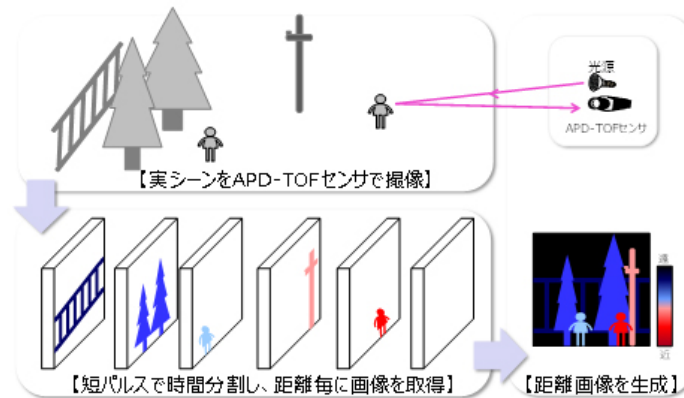 光源
APD-TOFセンサ
【実シーンをAPD-TOFセンサで撮像】
遠
近
【短パルスで時間分割し、距離毎に画像を取得】
【距離画像を生成】